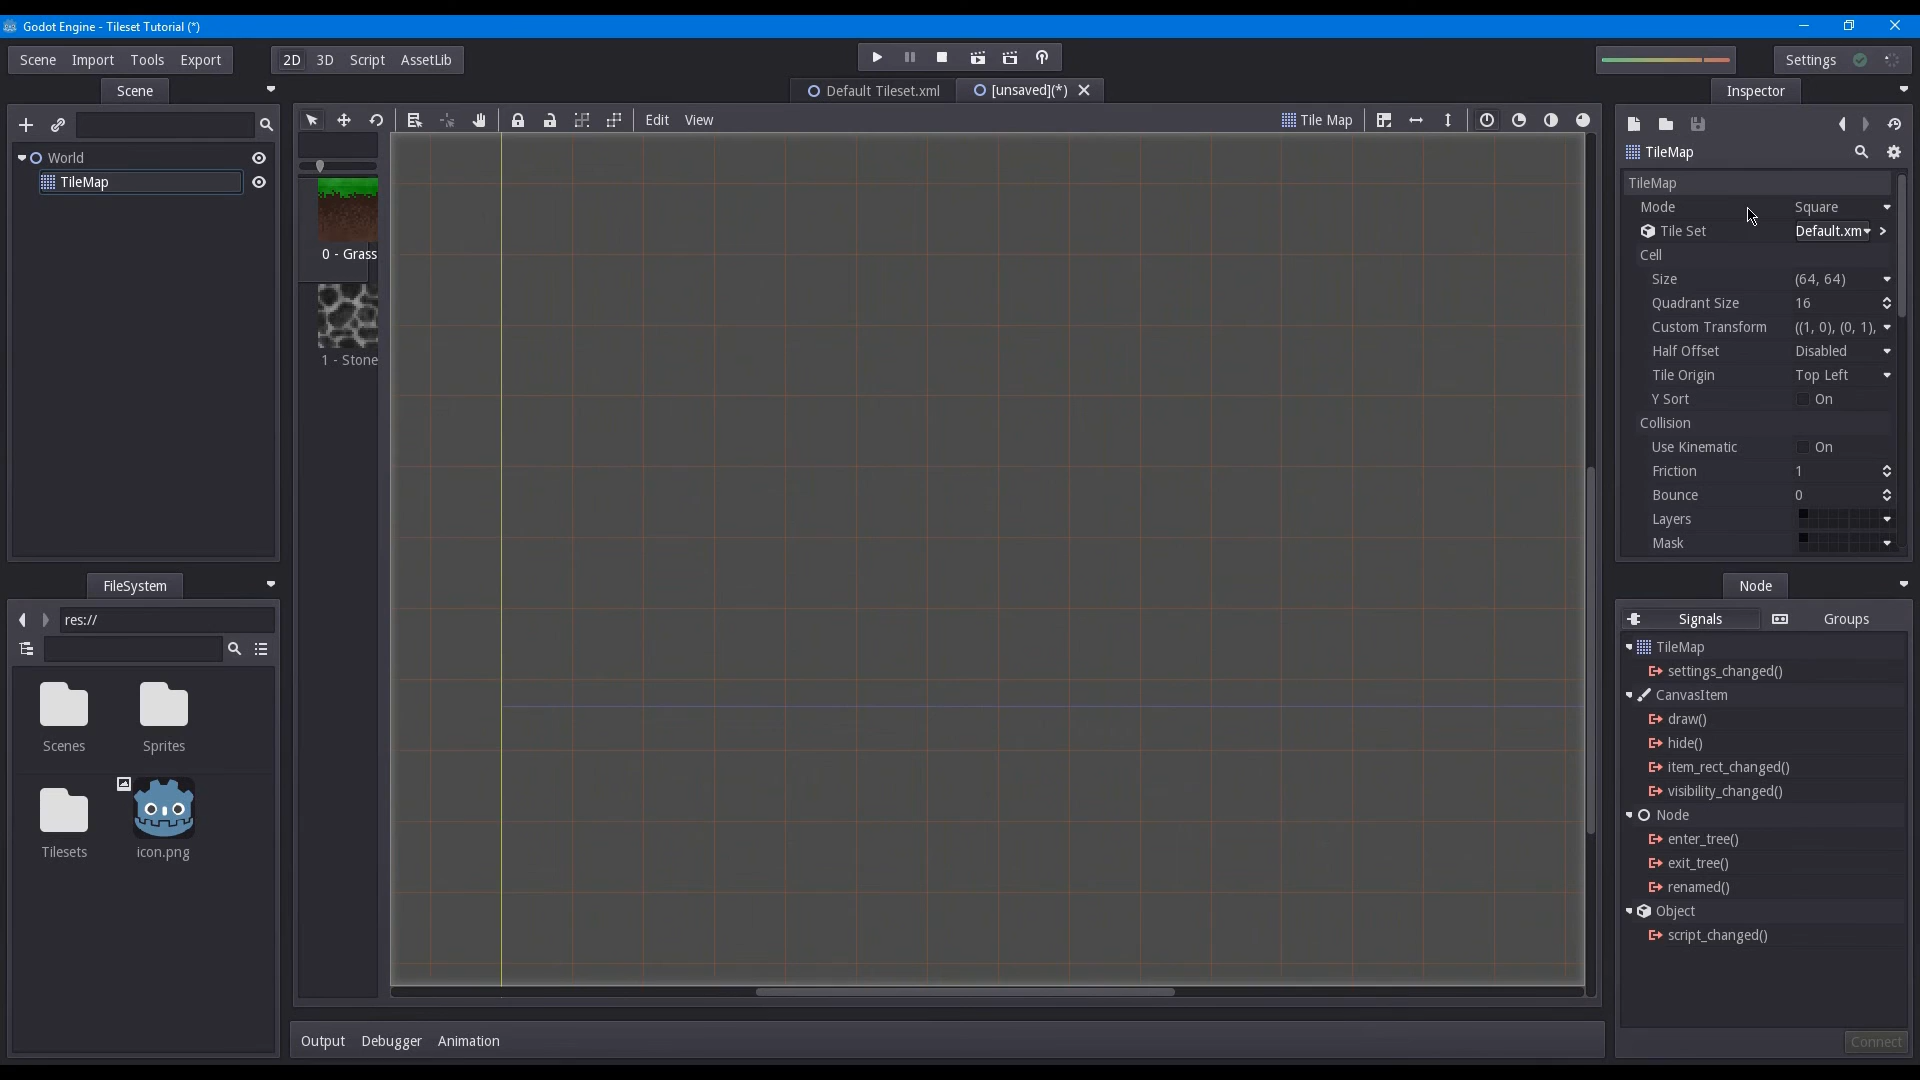 Godot Engine - Tileset Tutorial (*)
Scene Import Tools Export
2D 3D Script AssetLib
Settings
Scene
Default Tileset.xml
[unsaved](*)
Inspector
Edit View
Tile Map
World
TileMap
0 - Grass
1 - Stone
TileMap
TileMap
Mode Square
Tile Set Default.xm
Cell
Size (64, 64)
Quadrant Size 16
Custom Transform ((1, 0), (0, 1),
Half Offset Disabled
Tile Origin Top Left
Y Sort On
Collision
Use Kinematic On
Friction 1
Bounce 0
Layers
Mask
FileSystem
res://
Scenes
Sprites
Tilesets
icon.png
Node
Signals
Groups
TileMap
settings_changed()
CanvasItem
draw()
hide()
item_rect_changed()
visibility_changed()
Node
enter_tree()
exit_tree()
renamed()
Object
script_changed()
Connect
Output Debugger Animation